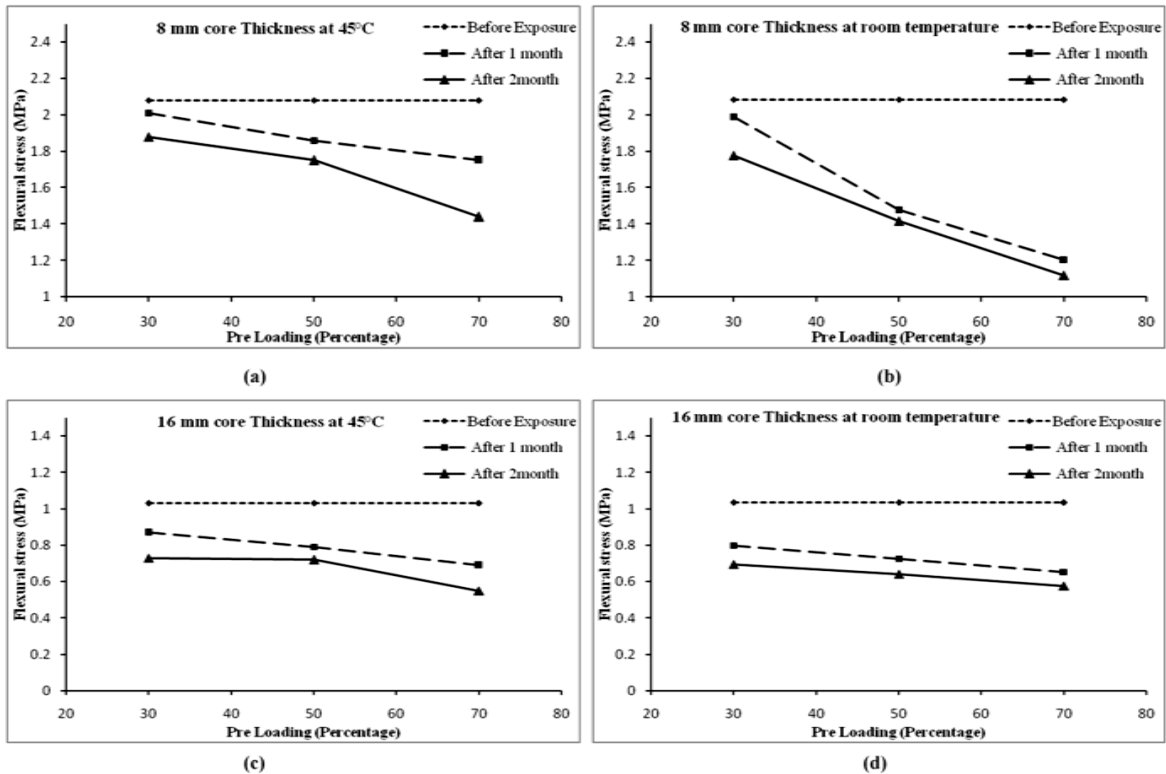 8 mm core Thickness at 45°C
Before Exposure
After 1 month
After 2month
Flexural stress (MPa)
2.4
2.2
2
1.8
1.6
1.4
1.2
1
20 30 40 50 60 70 80
Pre Loading (Percentage)
(a)
8 mm core Thickness at room temperature
Before Exposure
After 1 month
After 2month
Flexural stress (MPa)
2.4
2.2
2
1.8
1.6
1.4
1.2
1
20 30 40 50 60 70 80
Pre Loading (Percentage)
(b)
16 mm core Thickness at 45°C
Before Exposure
After 1 month
After 2month
Flexural stress (MPa)
1.4
1.2
1
0.8
0.6
0.4
0.2
0
20 30 40 50 60 70 80
Pre Loading (Percentage)
(c)
16 mm core Thickness at room temperature
Before Exposure
After 1 month
After 2month
Flexural stress (MPa)
1.4
1.2
1
0.8
0.6
0.4
0.2
0
20 30 40 50 60 70 80
Pre Loading (Percentage)
(d)